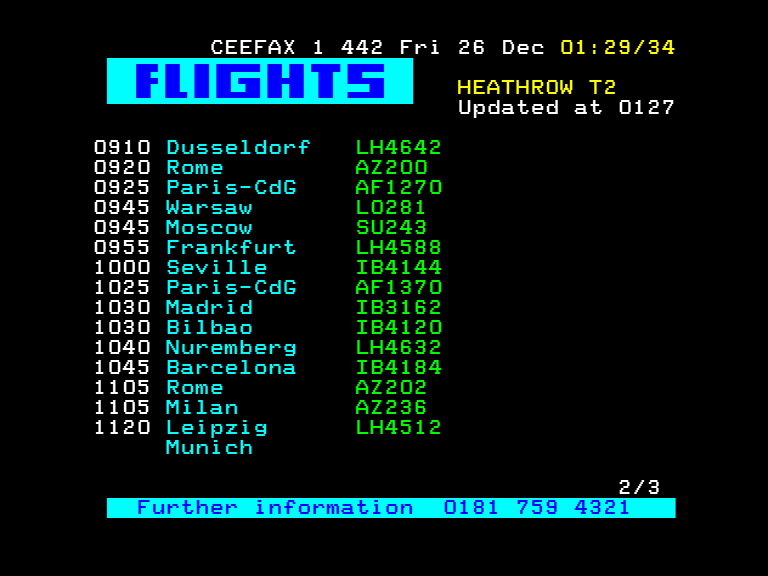 CEEFAX 1 442 Fri 26 Dec 01:29/34
FLIGHTS
HEATHROW T2
Updated at 0127
0910 Dusseldorf LH4642
0920 Rome AZ200
0925 Paris-CdG AF1270
0945 Warsaw LO281
0945 Moscow SU243
0955 Frankfurt LH4588
1000 Seville IB4144
1025 Paris-CdG AF1370
1030 Madrid IB3162
1030 Bilbao IB4120
1040 Nuremberg LH4632
1045 Barcelona IB4184
1105 Rome AZ202
1105 Milan AZ236
1120 Leipzig LH4512
Munich
2/3
Further information 0181 759 4321